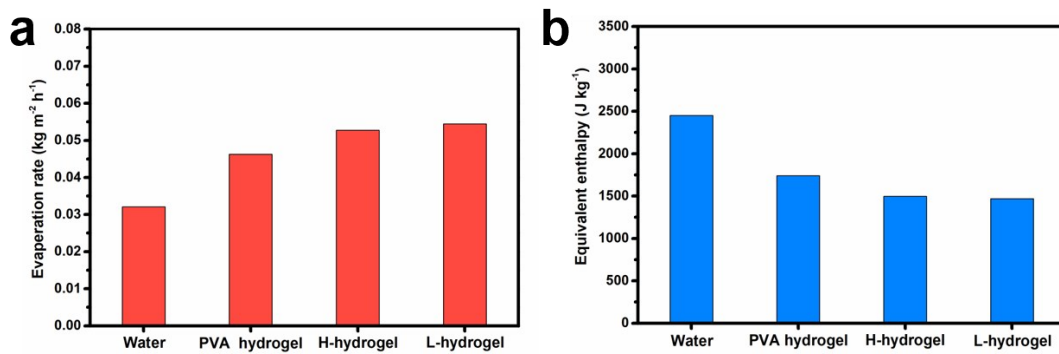 a
Evaperation rate (kg m⁻² h⁻¹)
0.08
0.07
0.06
0.05
0.04
0.03
0.02
0.01
0.00
Water PVA hydrogel H-hydrogel L-hydrogel
b
Equivalent enthalpy (J kg⁻¹)
3500
3000
2500
2000
1500
1000
500
0
Water PVA hydrogel H-hydrogel L-hydrogel